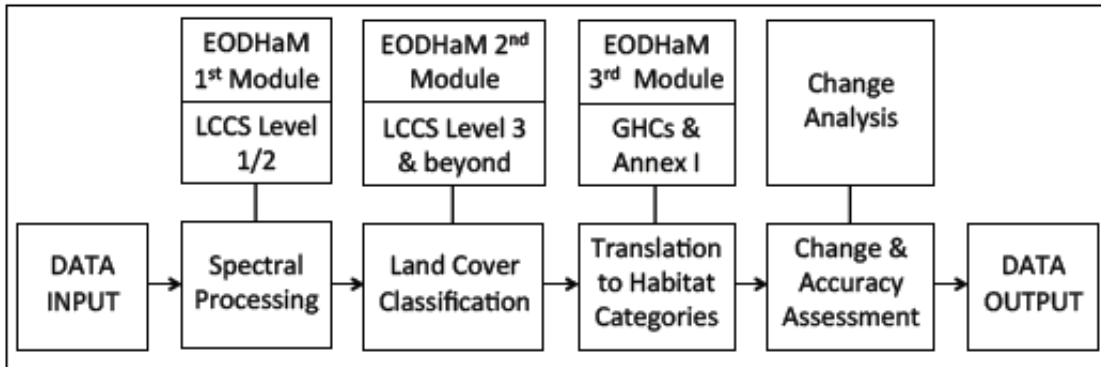 EODHaM
1st Module
LCCS Level
1/2
EODHaM 2nd
Module
LCCS Level 3
& beyond
EODHaM
3rd Module
GHCs &
Annex I
Change
Analysis
DATA
INPUT
Spectral
Processing
Land Cover
Classification
Translation
to Habitat
Categories
Change &
Accuracy
Assessment
DATA
OUTPUT